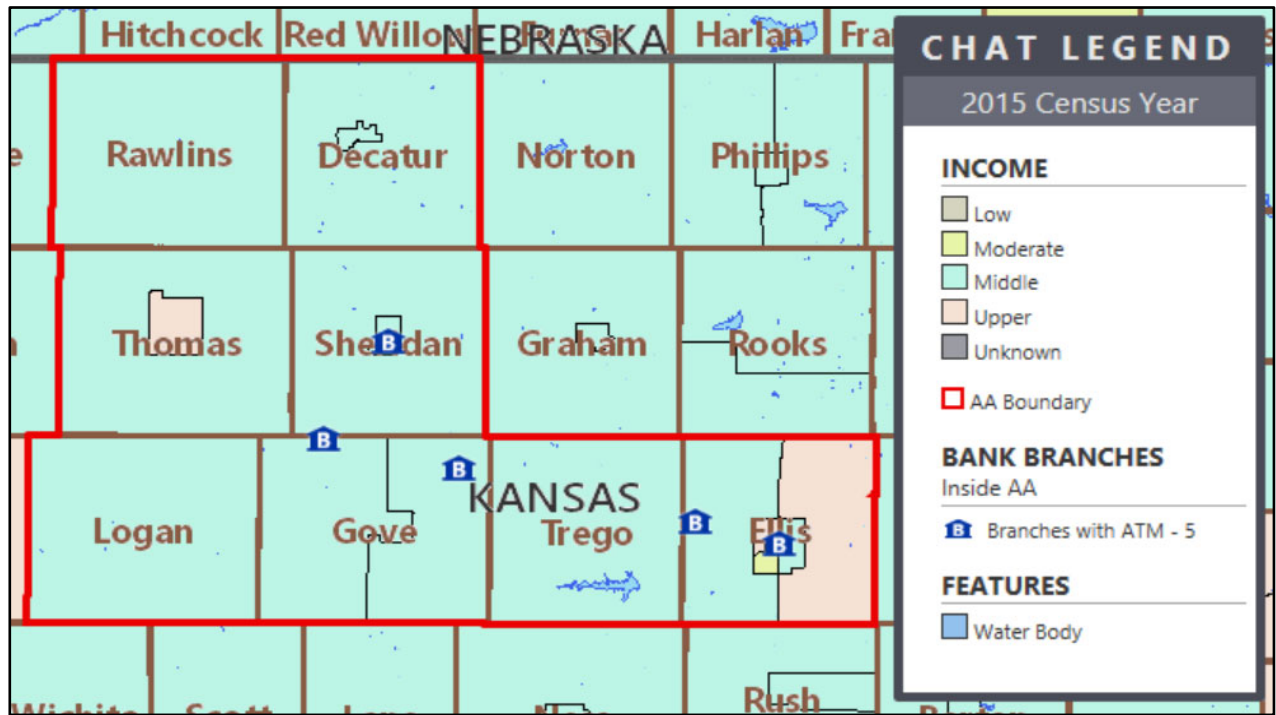 Hitchcock Red Willow NEBRASKA Harlan Fra
Rawlins Decatur Norton Phillips
Thomas Sheridan Graham Rooks
B
B
B
KANSAS
B
Logan Gove Trego Ellis
B
Rush
CHAT LEGEND
2015 Census Year
INCOME
Low
Moderate
Middle
Upper
Unknown
AA Boundary
BANK BRANCHES
Inside AA
B Branches with ATM - 5
FEATURES
Water Body